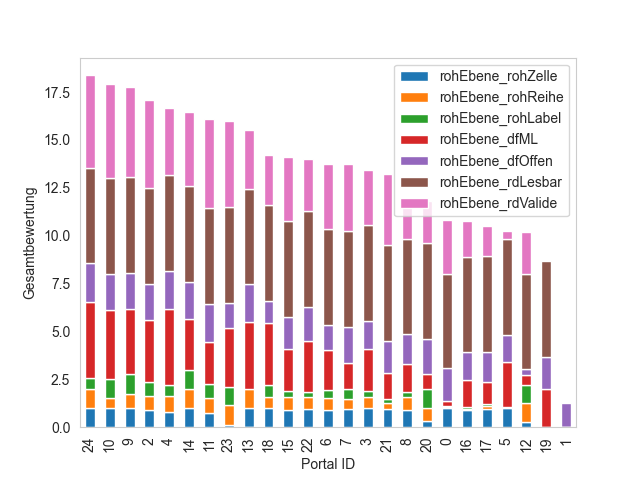 rohEbene_rohZelle
rohEbene_rohReihe
rohEbene_rohLabel
rohEbene_dfML
rohEbene_dfOffen
rohEbene_rdLesbar
rohEbene_rdValide
Gesamtbewertung
17.5
15.0
12.5
10.0
7.5
5.0
2.5
0.0
24 10 9 2 4 14 11 23 13 18 15 22 6 7 3 21 8 20 0 16 17 5 12 19 1
Portal ID